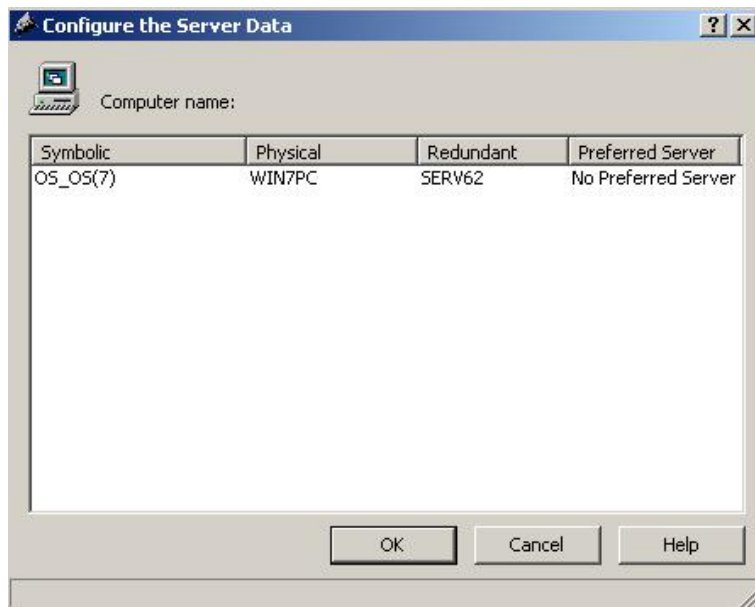 Configure the Server Data
Computer name:
Symbolic Physical Redundant Preferred Server
OS_OS(7) WIN7PC SERV62 No Preferred Server
OK Cancel Help